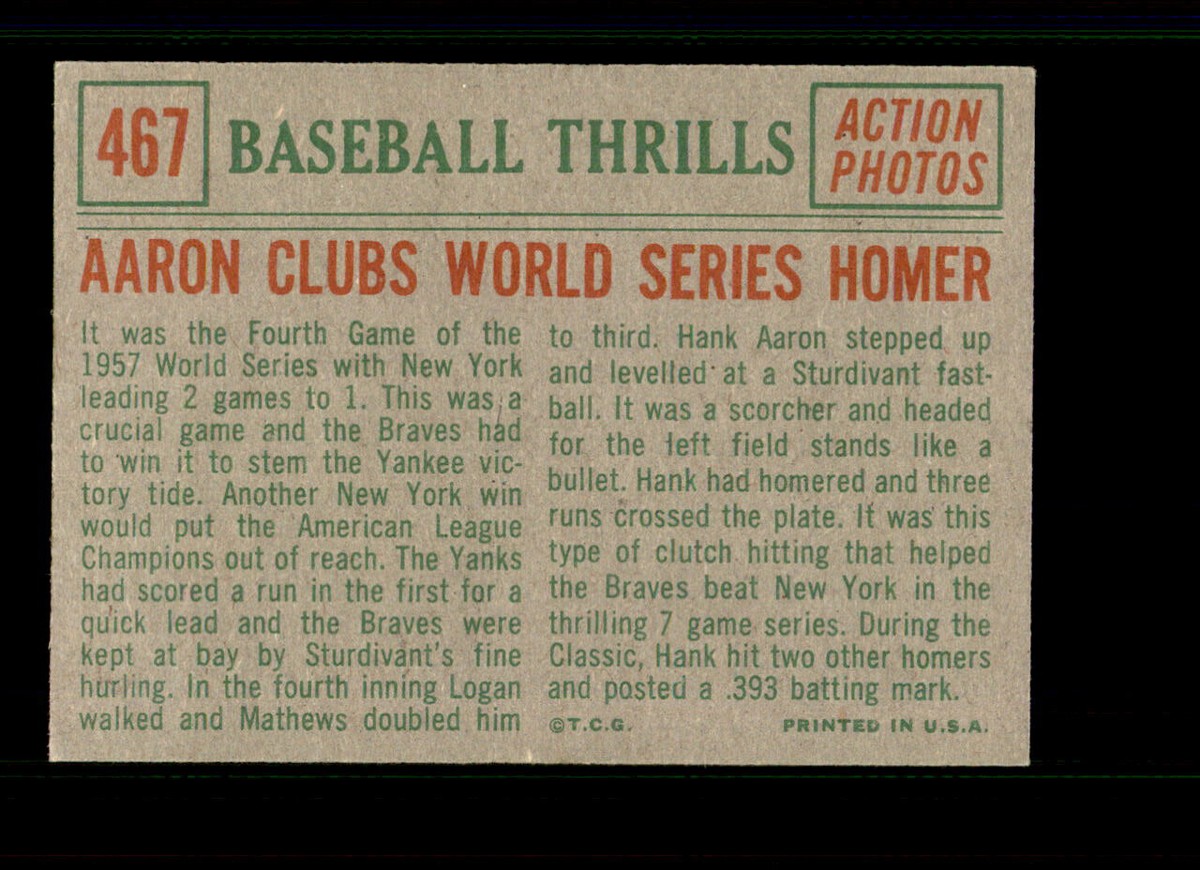 467
BASEBALL THRILLS
ACTION
PHOTOS
AARON CLUBS WORLD SERIES HOMER
It was the Fourth Game of the
1957 World Series with New York
leading 2 games to 1. This was a
crucial game and the Braves had
to win it to stem the Yankee vic-
tory tide. Another New York win
would put the American League
Champions out of reach. The Yanks
had scored a run in the first for a
quick lead and the Braves were
kept at bay by Sturdivant's fine
hurling. In the fourth inning Logan
walked and Mathews doubled him
to third. Hank Aaron stepped up
and levelled at a Sturdivant fast-
ball. It was a scorcher and headed
for the left field stands like a
bullet. Hank had homered and three
runs crossed the plate. It was this
type of clutch hitting that helped
the Braves beat New York in the
thrilling 7 game series. During the
Classic, Hank hit two other homers
and posted a .393 batting mark.
©T.C.G. PRINTED IN U.S.A.